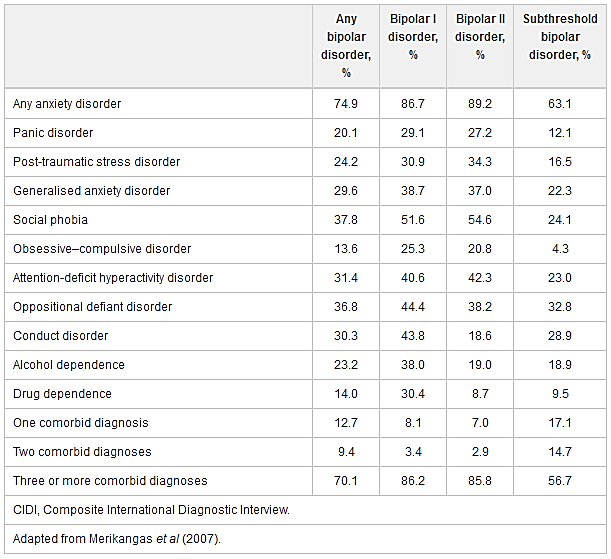 Any bipolar disorder, % Bipolar I disorder, % Bipolar II disorder, % Subthreshold bipolar disorder, %
Any anxiety disorder 74.9 86.7 89.2 63.1
Panic disorder 20.1 29.1 27.2 12.1
Post-traumatic stress disorder 24.2 30.9 34.3 16.5
Generalised anxiety disorder 29.6 38.7 37.0 22.3
Social phobia 37.8 51.6 54.6 24.1
Obsessive–compulsive disorder 13.6 25.3 20.8 4.3
Attention-deficit hyperactivity disorder 31.4 40.6 42.3 23.0
Oppositional defiant disorder 36.8 44.4 38.2 32.8
Conduct disorder 30.3 43.8 18.6 28.9
Alcohol dependence 23.2 38.0 19.0 18.9
Drug dependence 14.0 30.4 8.7 9.5
One comorbid diagnosis 12.7 8.1 7.0 17.1
Two comorbid diagnoses 9.4 3.4 2.9 14.7
Three or more comorbid diagnoses 70.1 86.2 85.8 56.7
CIDI, Composite International Diagnostic Interview.
Adapted from Merikangas et al (2007).